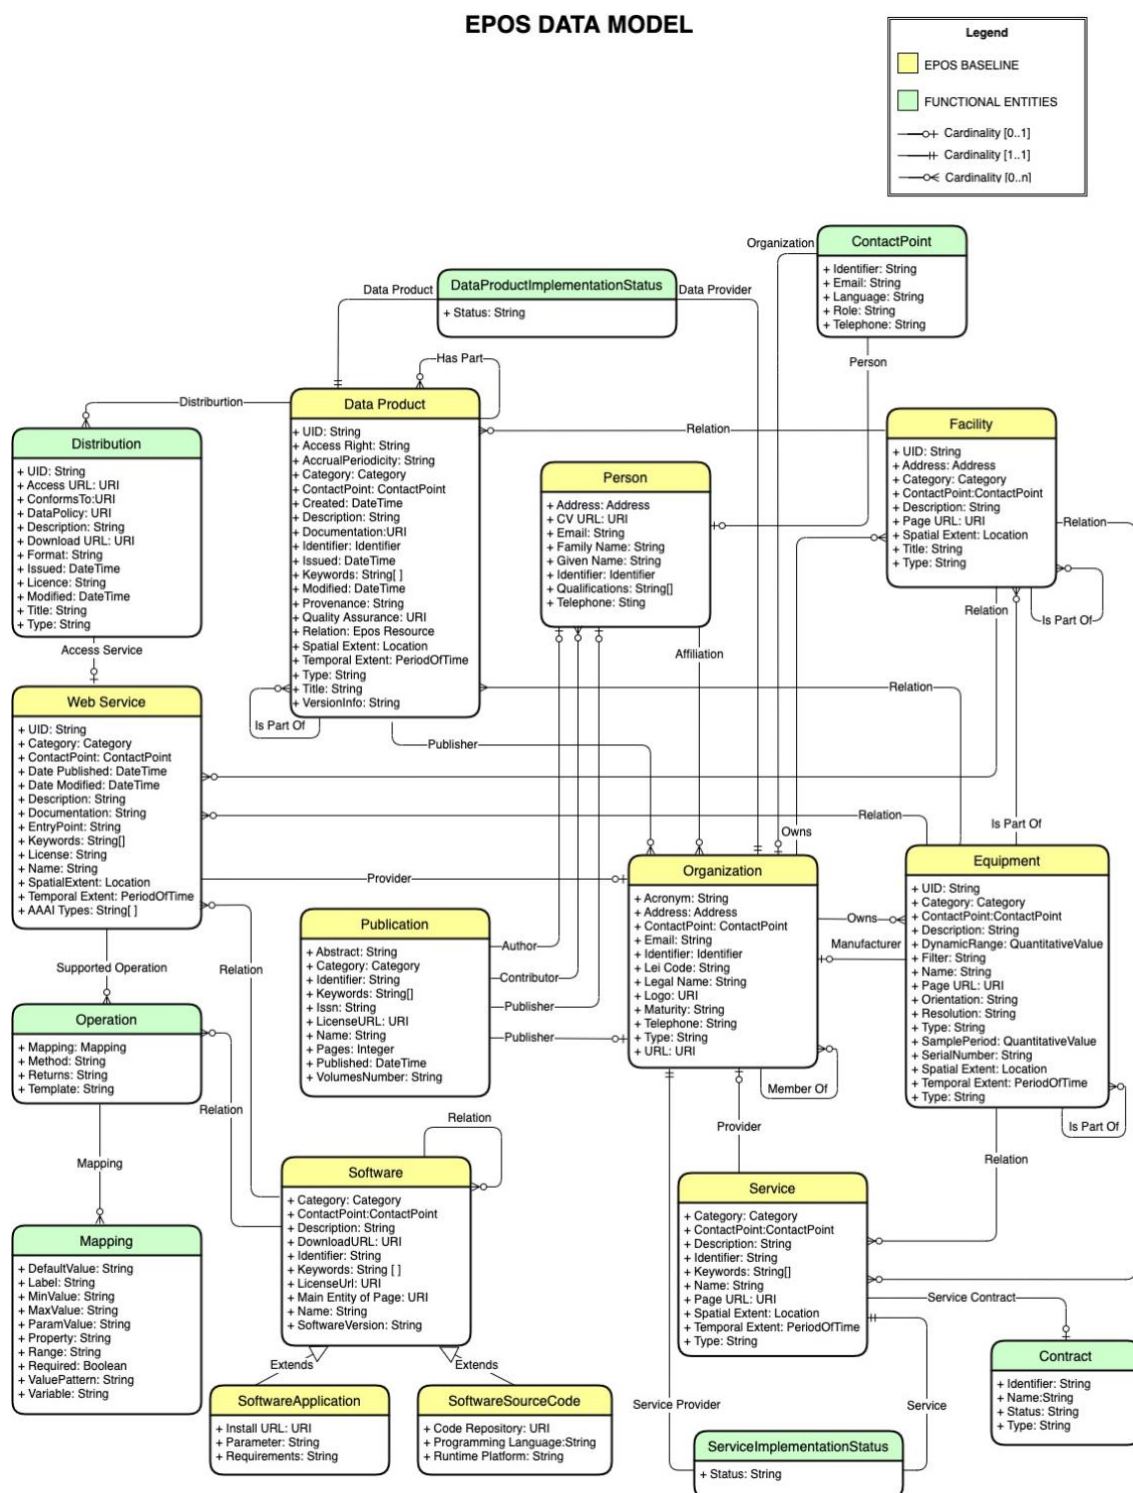 EPOS DATA MODEL
Legend
EPOS BASELINE
FUNCTIONAL ENTITIES
Cardinality [0..1]
Cardinality [1..1]
Cardinality [0..n]
Organization
ContactPoint
+ Identifier: String
+ Email: String
+ Language: String
+ Role: String
+ Telephone: String
Person
Data Product
DataProductImplementationStatus
+ Status: String
Data Provider
Has Part
Distriburtion
Data Product
+ UID: String
+ Access Right: String
+ AccrualPeriodicity: String
+ Category: Category
+ ContactPoint: ContactPoint
+ Created: DateTime
+ Description: String
+ Documentation:URI
+ Identifier: Identifier
+ Issued: DateTime
+ Keywords: String[ ]
+ Modified: DateTime
+ Provenance: String
+ Quality Assurance: URI
+ Relation: Epos Resource
+ Spatial Extent: Location
+ Temporal Extent: PeriodOfTime
+ Type: String
+ Title: String
+ VersionInfo: String
Is Part Of
Publisher
Distribution
+ UID: String
+ Access URL: URI
+ ConformsTo:URI
+ DataPolicy: URI
+ Description: String
+ Download URL: URI
+ Format: String
+ Issued: DateTime
+ Licence: String
+ Modified: DateTime
+ Title: String
+ Type: String
Access Service
Person
+ Address: Address
+ CV URL: URI
+ Email: String
+ Family Name: String
+ Given Name: String
+ Identifier: Identifier
+ Qualifications: String[]
+ Telephone: Sting
Affiliation
Relation
Facility
+ UID: String
+ Address: Address
+ Category: Category
+ ContactPoint:ContactPoint
+ Description: String
+ Page URL: URI
+ Spatial Extent: Location
+ Title: String
+ Type: String
Relation
Is Part Of
Relation
Relation
Web Service
+ UID: String
+ Category: Category
+ ContactPoint: ContactPoint
+ Date Published: DateTime
+ Date Modified: DateTime
+ Description: String
+ Documentation: String
+ EntryPoint: String
+ Keywords: String[]
+ License: String
+ Name: String
+ SpatialExtent: Location
+ Temporal Extent: PeriodOfTime
+ AAAI Types: String[ ]
Relation
Owns
Is Part Of
Provider
Organization
+ Acronym: String
+ Address: Address
+ ContactPoint: ContactPoint
+ Email: String
+ Identifier: Identifier
+ Lei Code: String
+ Legal Name: String
+ Logo: URI
+ Maturity: String
+ Telephone: String
+ Type: String
+ URL: URI
Member Of
Owns
Manufacturer
Equipment
+ UID: String
+ Category: Category
+ ContactPoint:ContactPoint
+ Description: String
+ DynamicRange: QuantitativeValue
+ Filter: String
+ Name: String
+ Page URL: URI
+ Orientation: String
+ Resolution: String
+ Type: String
+ SamplePeriod: QuantitativeValue
+ SerialNumber: String
+ Spatial Extent: Location
+ Temporal Extent: PeriodOfTime
+ Type: String
Is Part Of
Relation
Publication
+ Abstract: String
+ Category: Category
+ Identifier: String
+ Keywords: String[]
+ Issn: String
+ LicenseURL: URI
+ Name: String
+ Pages: Integer
+ Published: DateTime
+ VolumesNumber: String
Author
Contributor
Publisher
Publisher
Supported Operation
Relation
Operation
+ Mapping: Mapping
+ Method: String
+ Returns: String
+ Template: String
Relation
Mapping
Mapping
+ DefaultValue: String
+ Label: String
+ MinValue: String
+ MaxValue: String
+ ParamValue: String
+ Property: String
+ Range: String
+ Required: Boolean
+ ValuePattern: String
+ Variable: String
Relation
Software
+ Category: Category
+ ContactPoint:ContactPoint
+ Description: String
+ DownloadURL: URI
+ Identifier: String
+ Keywords: String [ ]
+ LicenseUrl: URI
+ Main Entity of Page: URI
+ Name: String
+ SoftwareVersion: String
Extends
Extends
SoftwareApplication
+ Install URL: URI
+ Parameter: String
+ Requirements: String
SoftwareSourceCode
+ Code Repository: URI
+ Programming Language:String
+ Runtime Platform: String
Provider
Service
+ Category: Category
+ ContactPoint:ContactPoint
+ Description: String
+ Identifier: String
+ Keywords: String[]
+ Name: String
+ Page URL: URI
+ Spatial Extent: Location
+ Temporal Extent: PeriodOfTime
+ Type: String
Service Contract
Contract
+ Identifier: String
+ Name:String
+ Status: String
+ Type: String
Service Provider
Service
ServiceImplementationStatus
+ Status: String